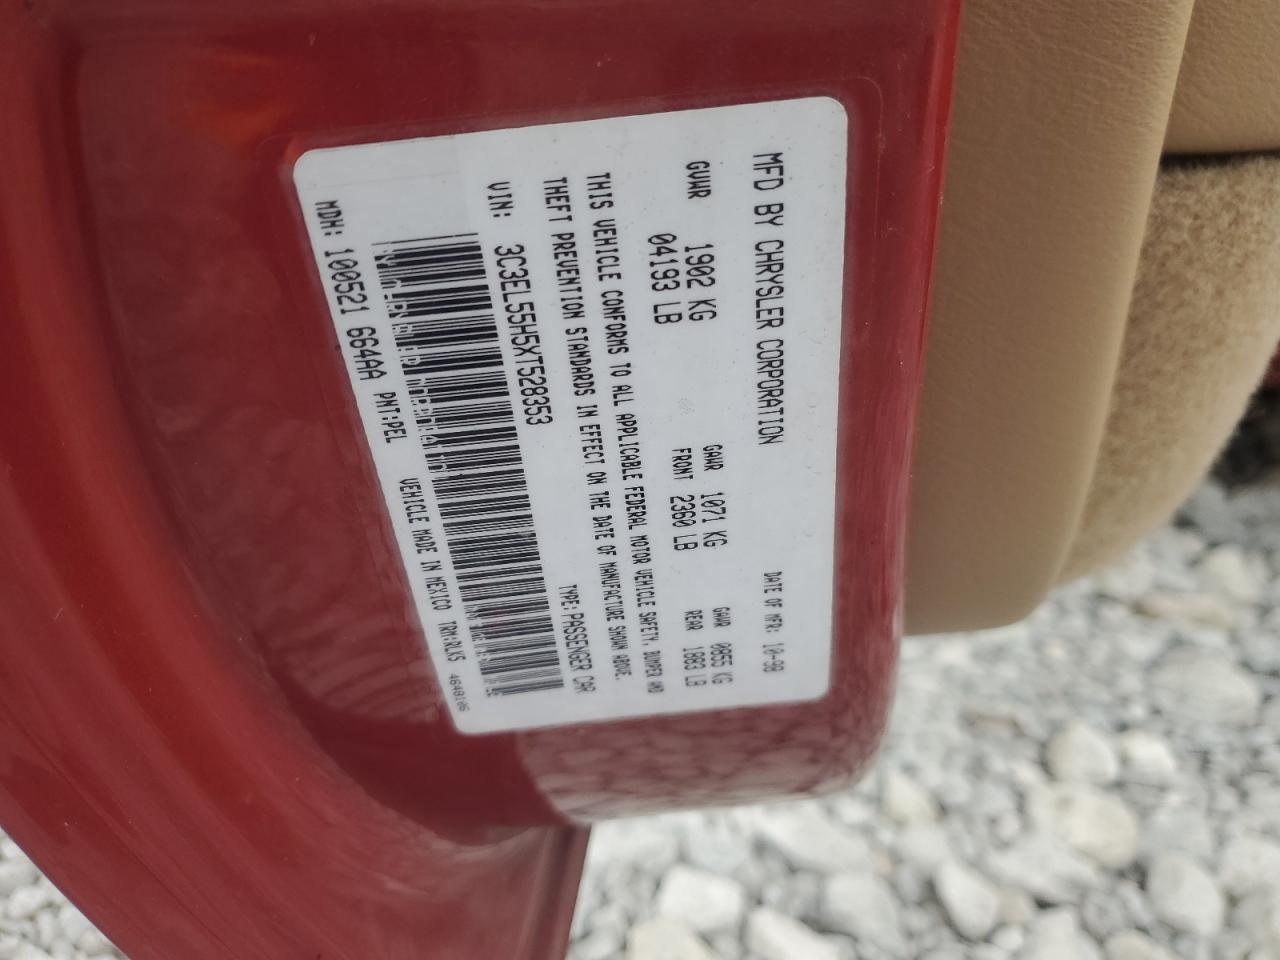 MFD BY CHRYSLER CORPORATION DATE OF MFR: 10-98
GVWR 1902 KG GAWR 1071 KG GAWR 0855 KG
04193 LB FRONT 2360 LB REAR 1883 LB
THIS VEHICLE CONFORMS TO ALL APPLICABLE FEDERAL MOTOR VEHICLE SAFETY, BUMPER AND
THEFT PREVENTION STANDARDS IN EFFECT ON THE DATE OF MANUFACTURE SHOWN ABOVE.
VIN: 3C3EL55H5XT528353 TYPE: PASSENGER CAR
MDH: 100521 664AA PNT:PEL VEHICLE MADE IN MEXICO TRM:RLK5 4648106